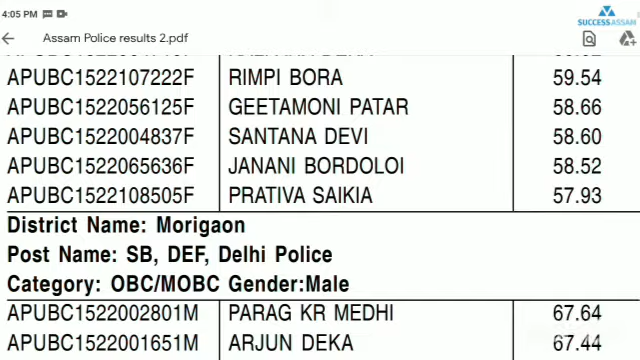 4:05 PM
SUCCESS ASSAM
Assam Police results 2.pdf
APUBC1522107222F RIMPI BORA 59.54
APUBC1522056125F GEETAMONI PATAR 58.66
APUBC1522004837F SANTANA DEVI 58.60
APUBC1522065636F JANANI BORDOLOI 58.52
APUBC1522108505F PRATIVA SAIKIA 57.93
District Name: Morigaon
Post Name: SB, DEF, Delhi Police
Category: OBC/MOBC Gender:Male
APUBC1522002801M PARAG KR MEDHI 67.64
APUBC1522001651M ARJUN DEKA 67.44